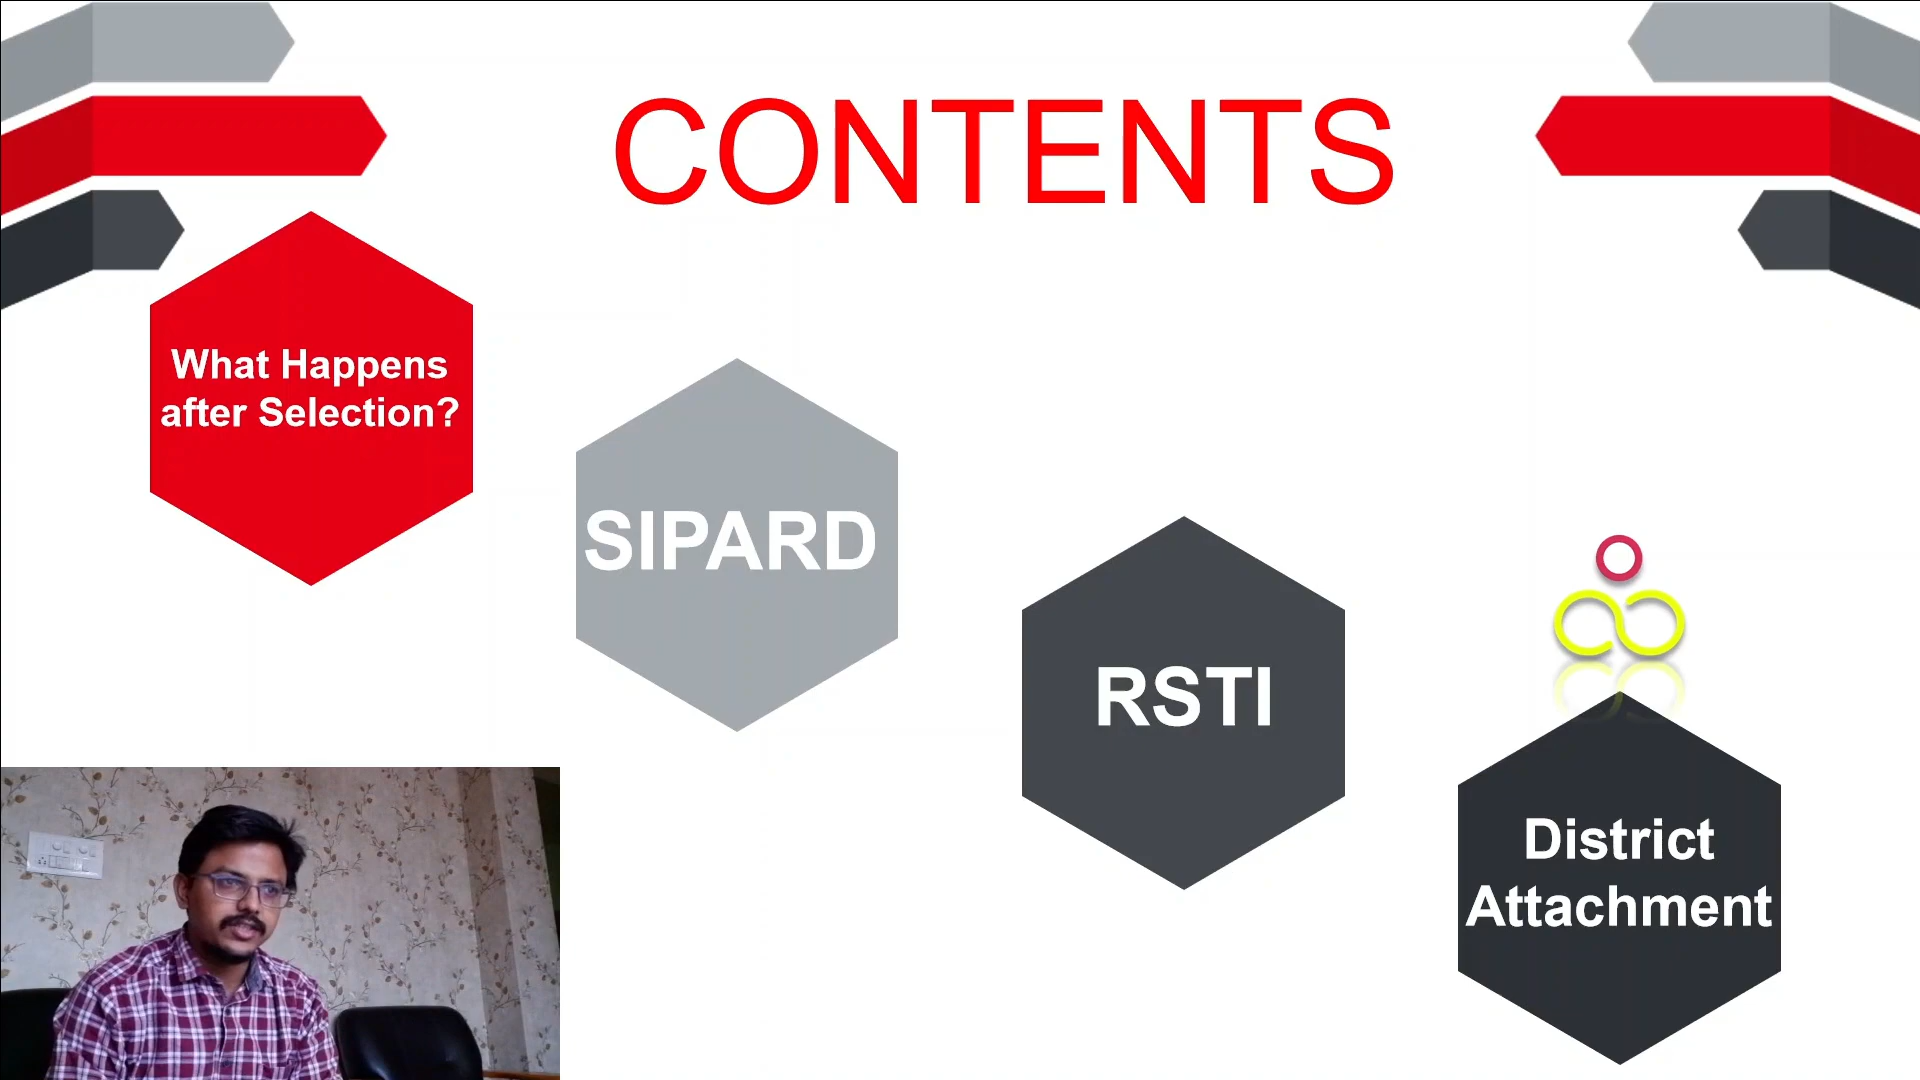 CONTENTS
What Happens
after Selection?
SIPARD
RSTI
District
Attachment